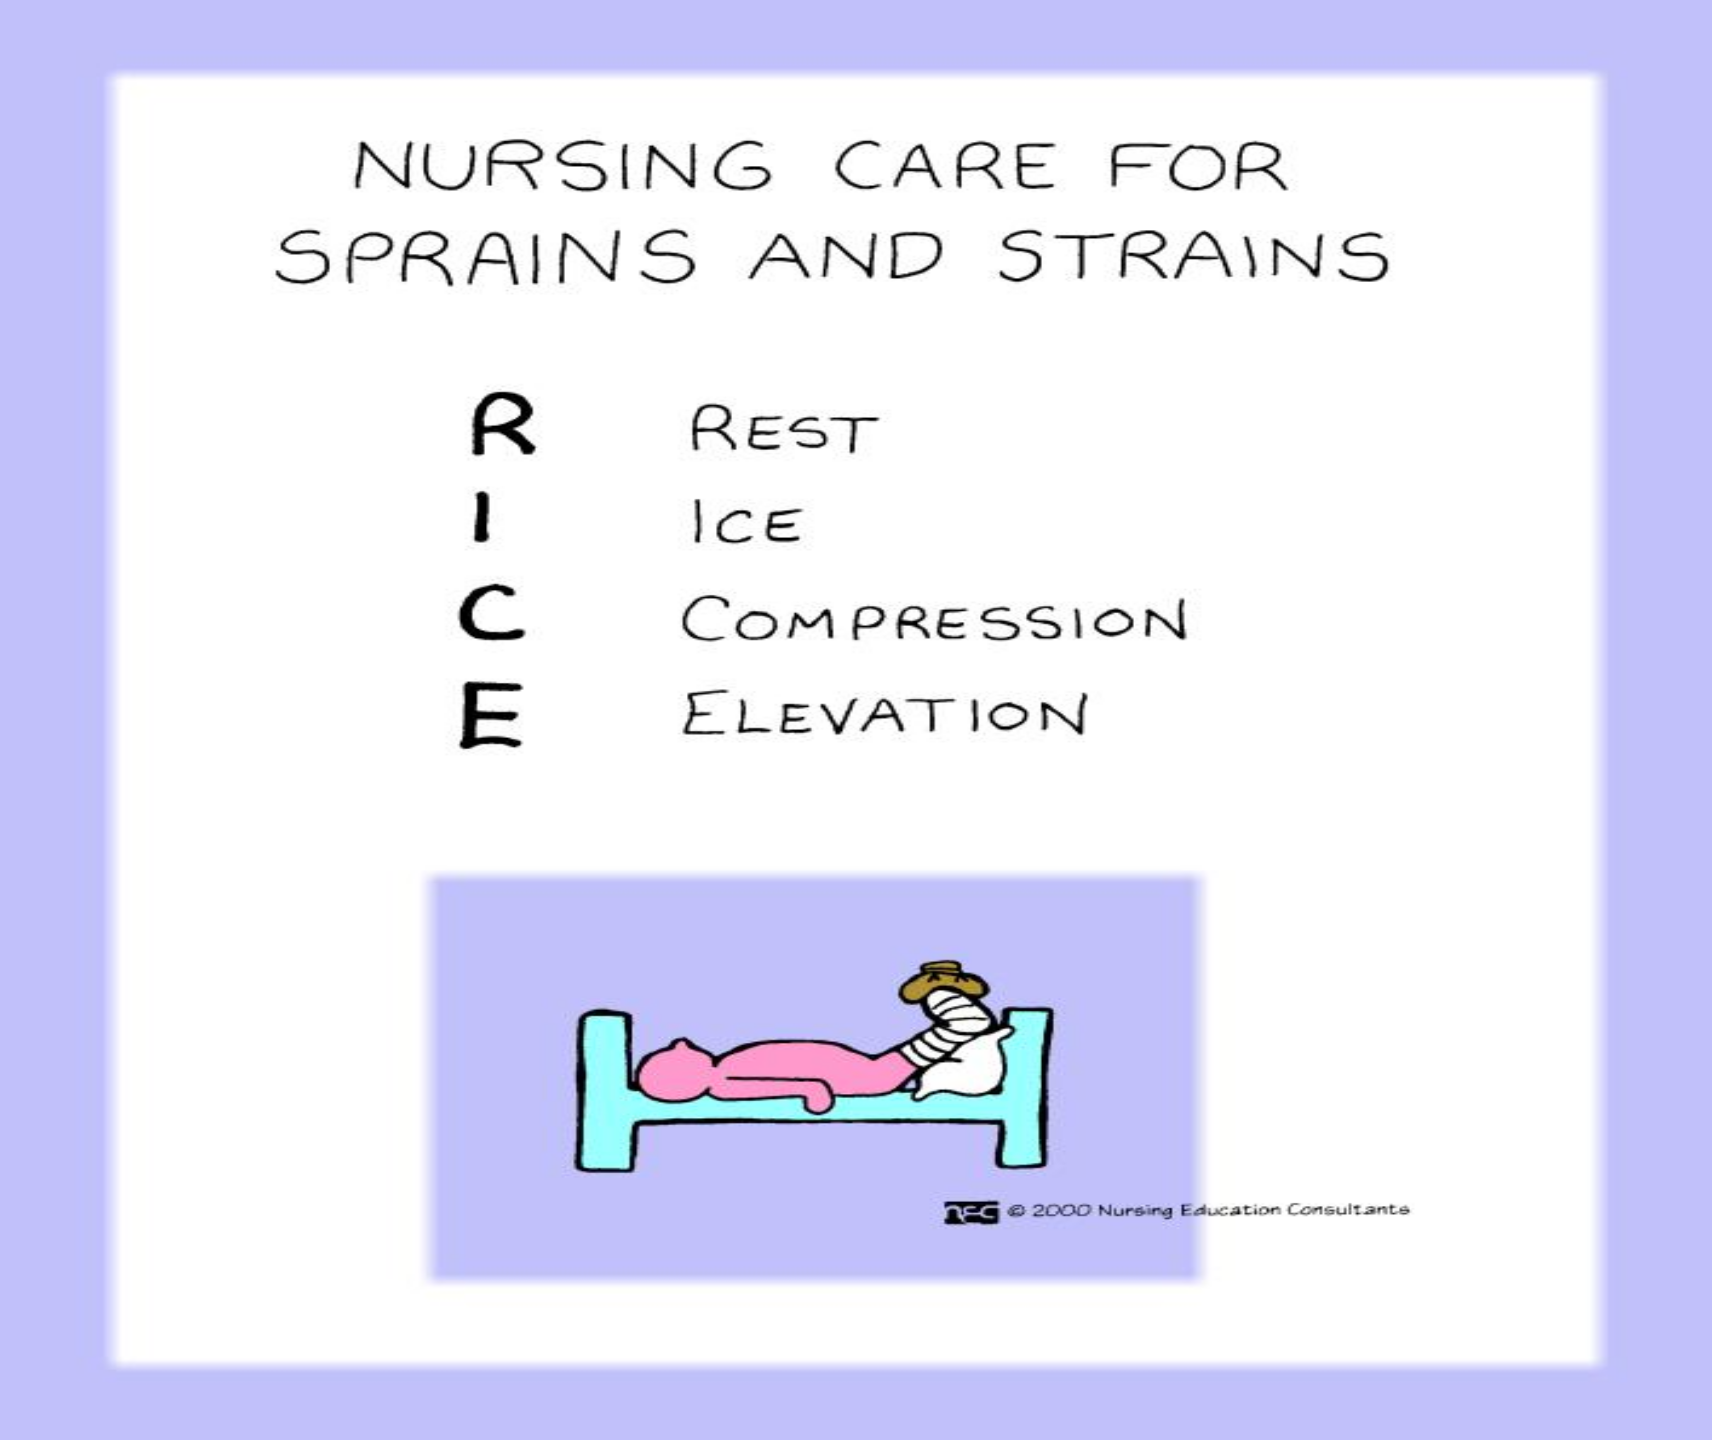 NURSING CARE FOR
SPRAINS AND STRAINS
R REST
I ICE
C COMPRESSION
E ELEVATION
nec © 2000 Nursing Education Consultants